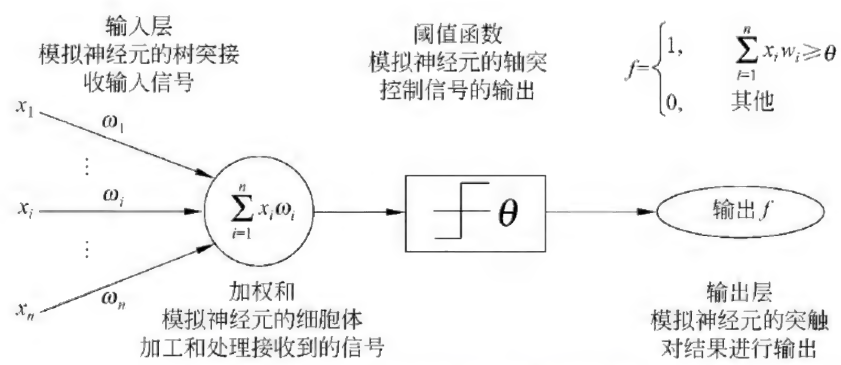 输入层
模拟神经元的树突接
收输入信号
阈值函数
模拟神经元的轴突
控制信号的输出
f={1, ∑_{i=1}^{n} x_i w_i ≥ θ
0, 其他
x_1
ω_1
⋮
x_i
ω_i
⋮
x_n
ω_n
∑_{i=1}^{n} x_i ω_i
θ
输出 f
加权和
模拟神经元的细胞体
加工和处理接收到的信号
输出层
模拟神经元的突触
对结果进行输出